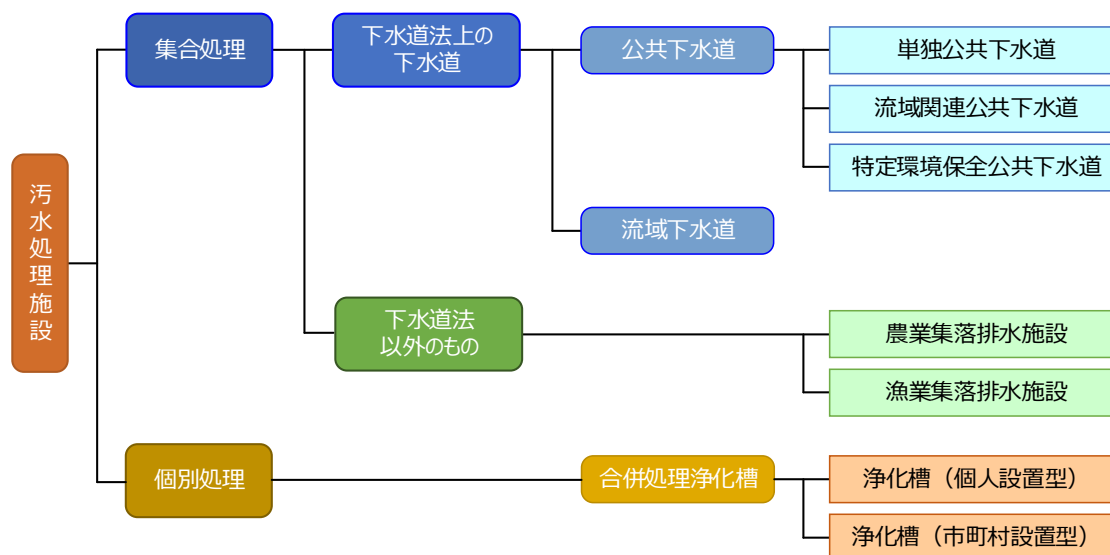 汚水処理施設
集合処理
下水道法上の
下水道
公共下水道
単独公共下水道
流域関連公共下水道
特定環境保全公共下水道
流域下水道
下水道法
以外のもの
農業集落排水施設
漁業集落排水施設
個別処理
合併処理浄化槽
浄化槽（個人設置型）
浄化槽（市町村設置型）